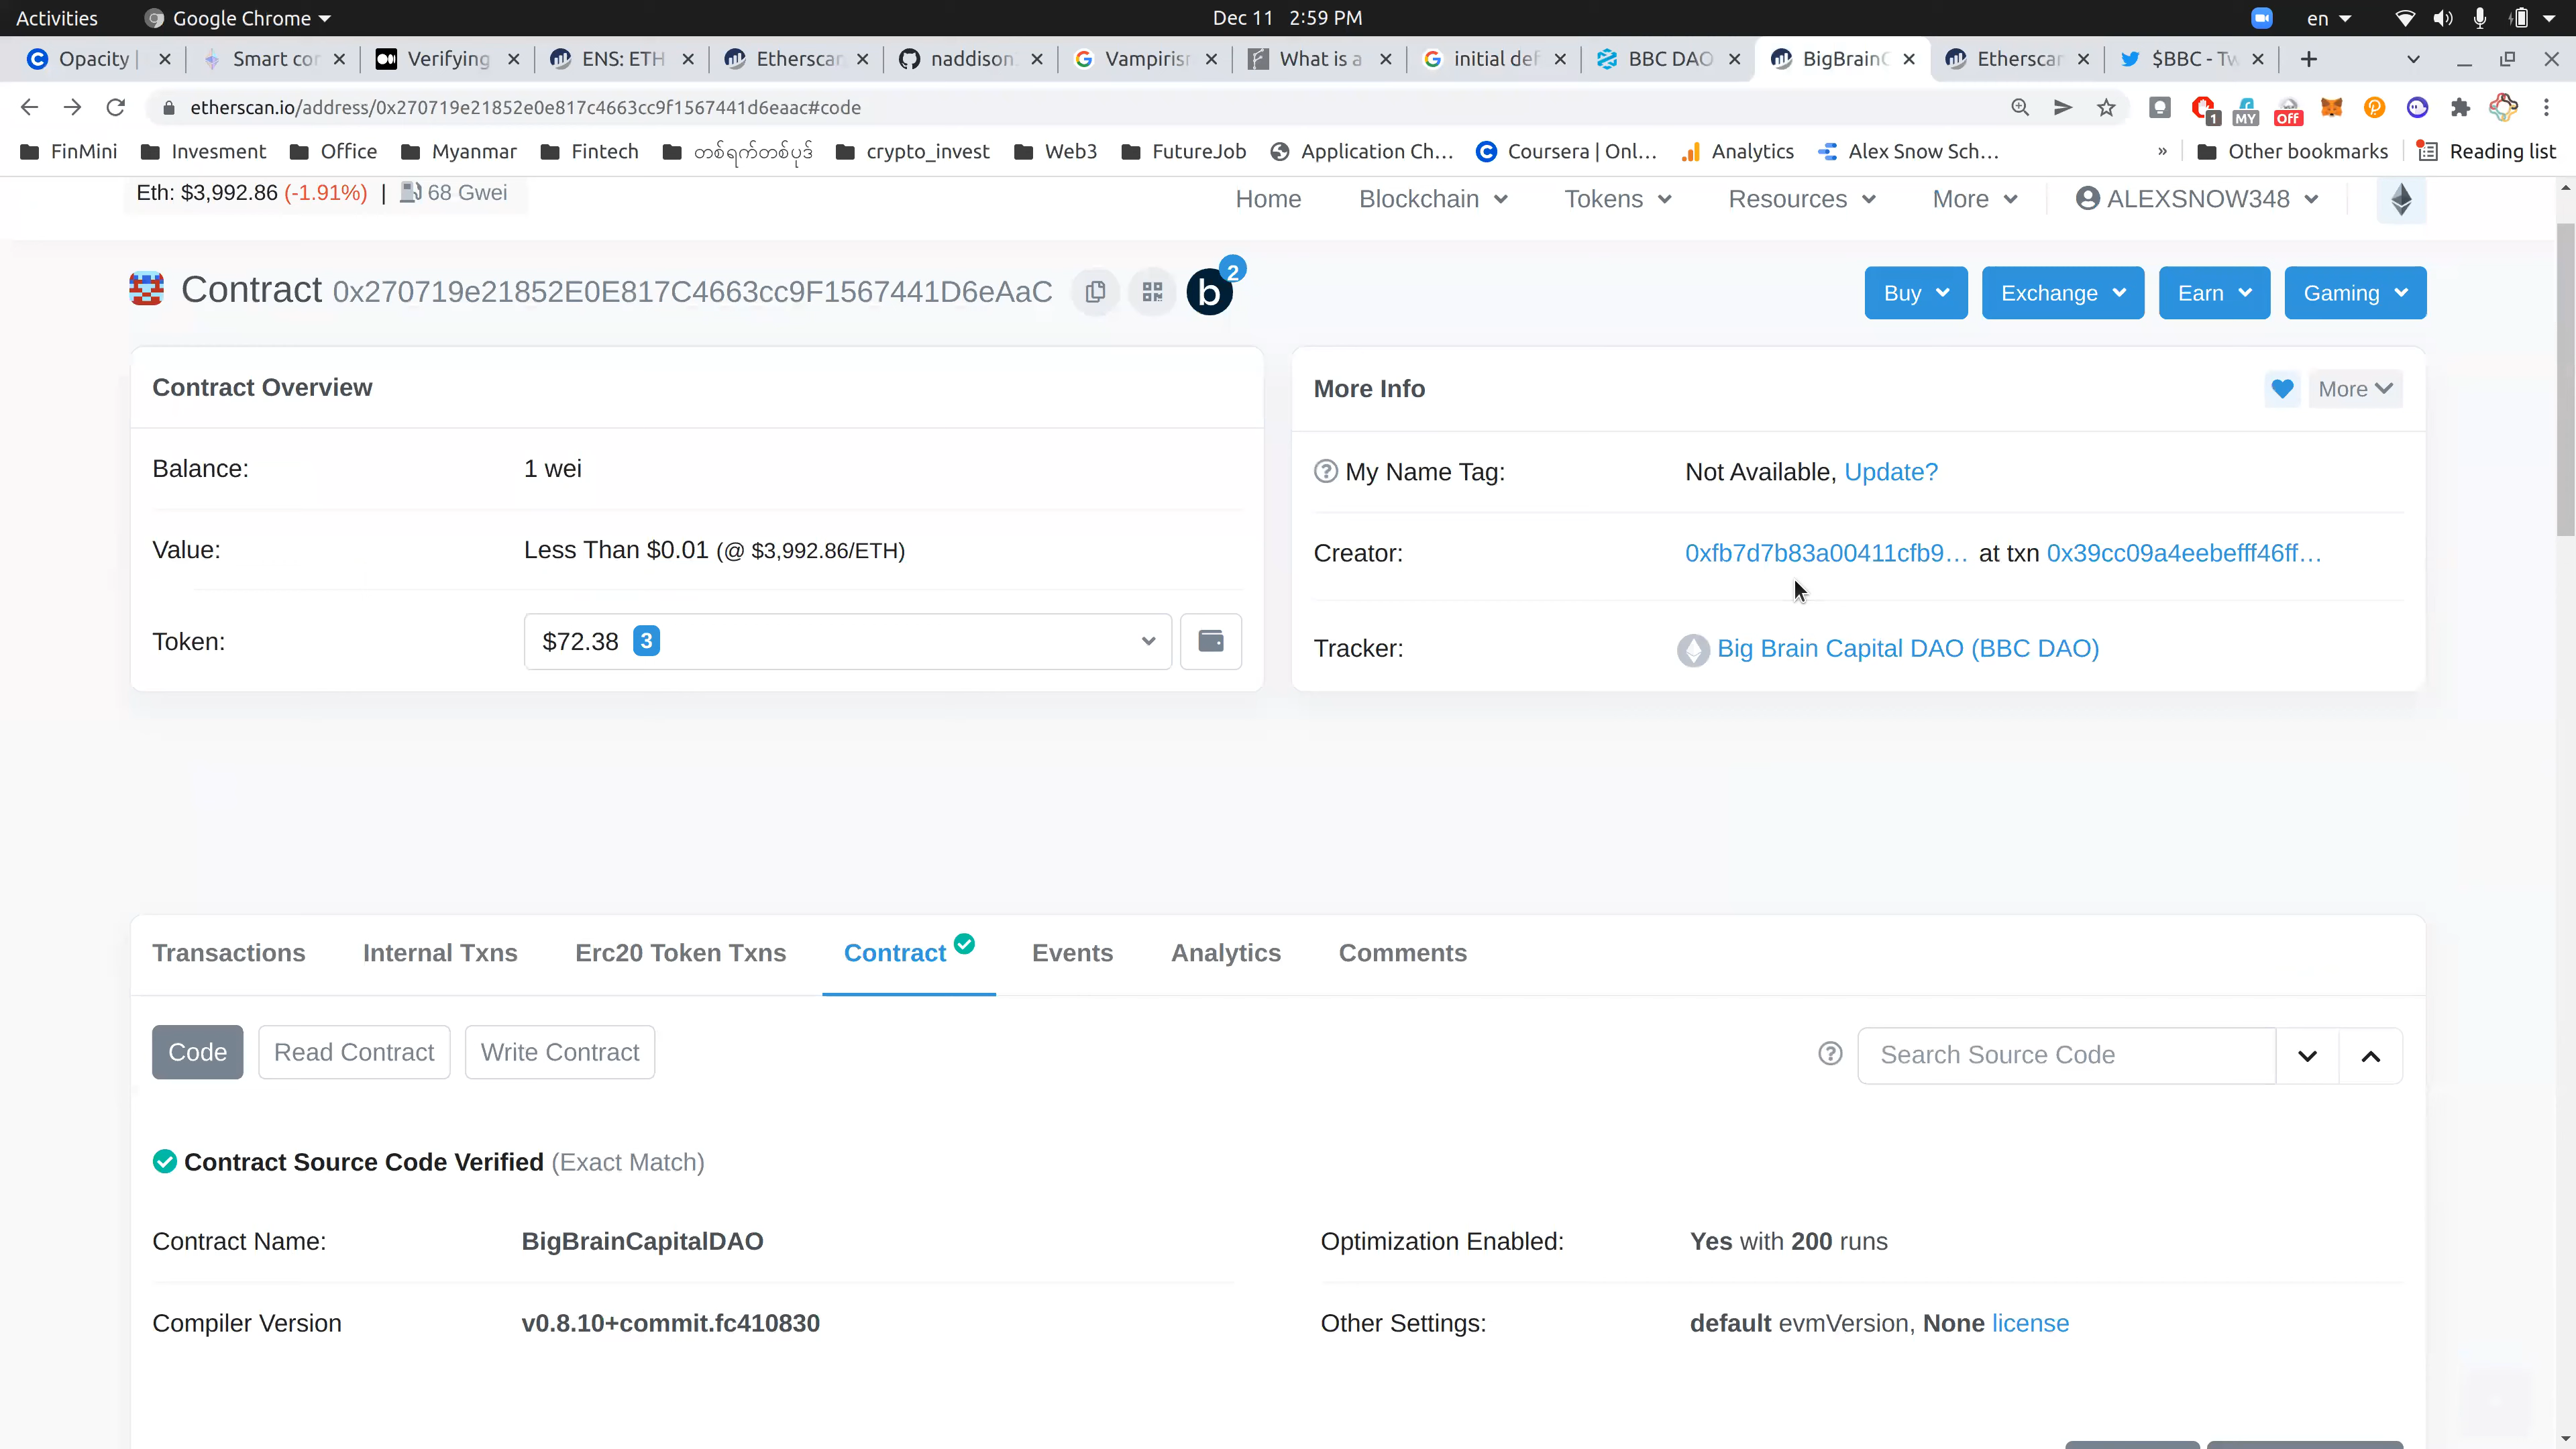 Activities Google Chrome Dec 11 2:59 PM en
Opacity | Smart cor Verifying ENS: ETH Etherscan naddison Vampirism What is a initial def BBC DAO BigBrainC Etherscan $BBC - Tw
etherscan.io/address/0x270719e21852e0e817c4663cc9f1567441d6eaac#code 1 MY Off
FinMini Invesment Office Myanmar Fintech တစ်ရက်တစ်ပုဒ် crypto_invest Web3 FutureJob Application Ch... Coursera | Onl... Analytics Alex Snow Sch... » Other bookmarks Reading list
Eth: $3,992.86 (-1.91%) | 68 Gwei
Home Blockchain Tokens Resources More ALEXSNOW348
Contract 0x270719e21852E0E817C4663cc9F1567441D6eAaC b 2
Buy Exchange Earn Gaming
Contract Overview
Balance: 1 wei
Value: Less Than $0.01 (@ $3,992.86/ETH)
Token: $72.38 3
More Info More
My Name Tag: Not Available, Update?
Creator: 0xfb7d7b83a00411cfb9... at txn 0x39cc09a4eebefff46ff...
Tracker: Big Brain Capital DAO (BBC DAO)
Transactions Internal Txns Erc20 Token Txns Contract Events Analytics Comments
Code Read Contract Write Contract Search Source Code
Contract Source Code Verified (Exact Match)
Contract Name: BigBrainCapitalDAO
Optimization Enabled: Yes with 200 runs
Compiler Version v0.8.10+commit.fc410830
Other Settings: default evmVersion, None license